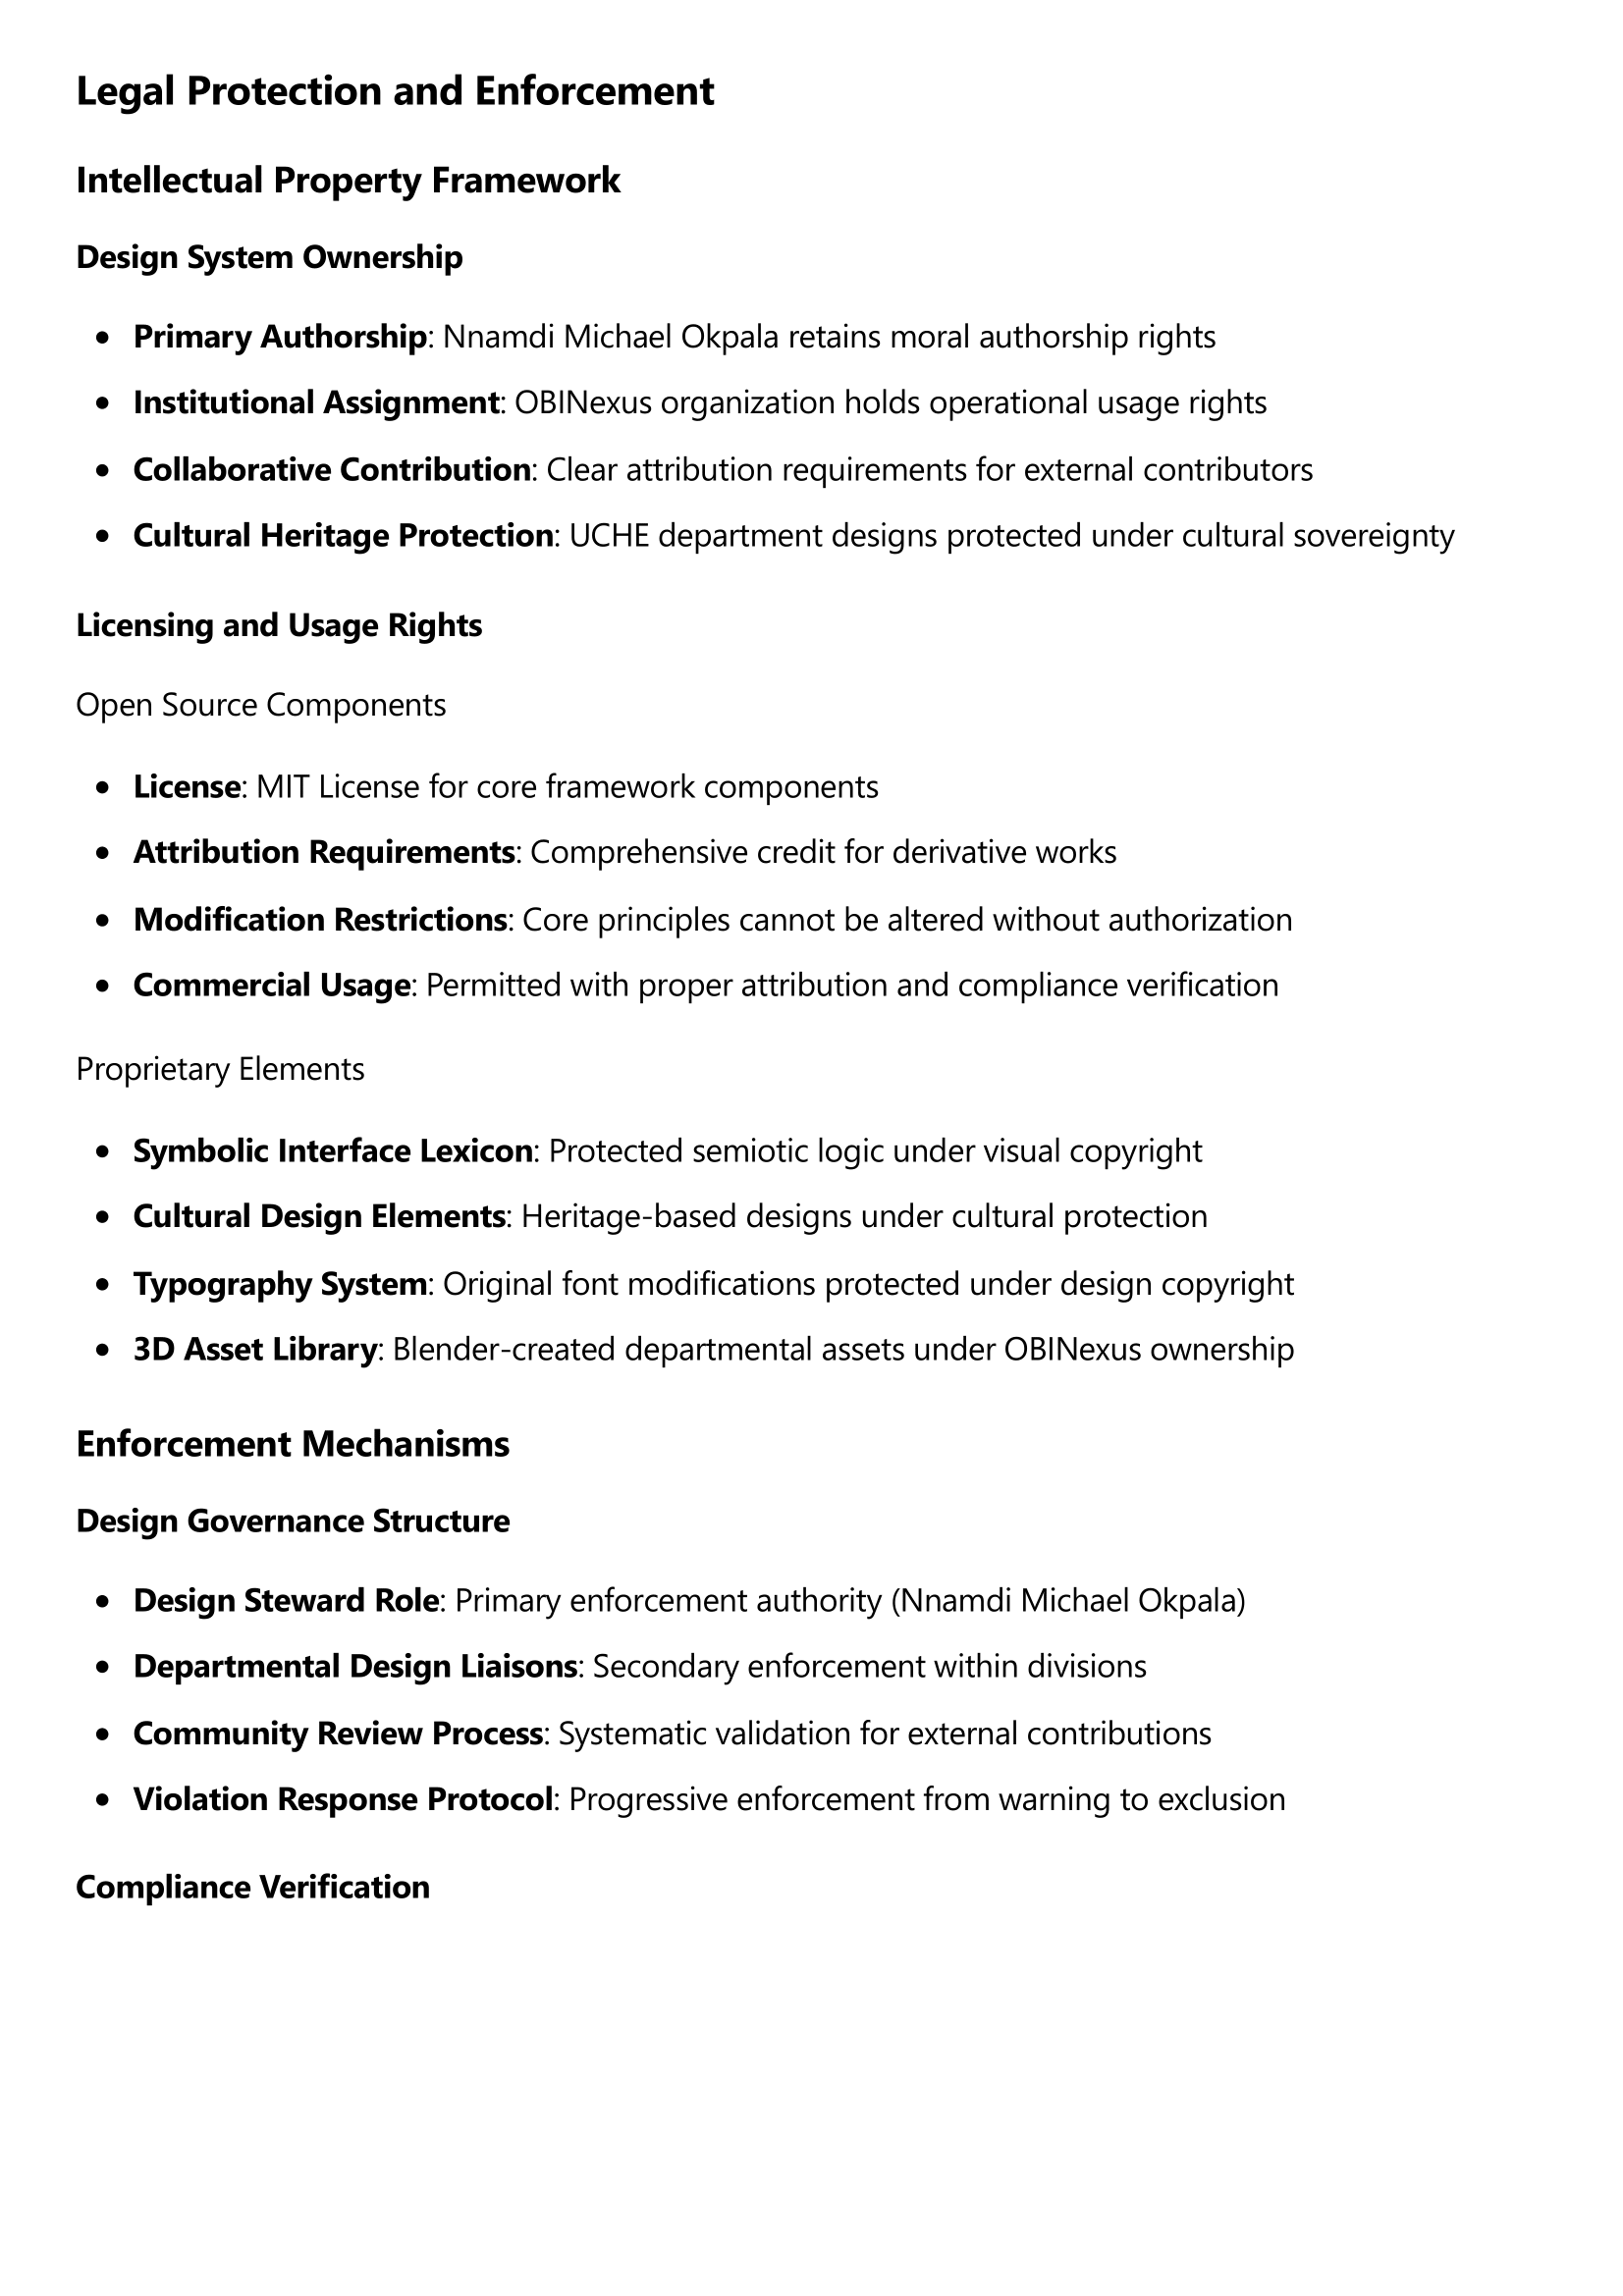 Legal Protection and Enforcement
Intellectual Property Framework
Design System Ownership
• Primary Authorship: Nnamdi Michael Okpala retains moral authorship rights
• Institutional Assignment: OBINexus organization holds operational usage rights
• Collaborative Contribution: Clear attribution requirements for external contributors
• Cultural Heritage Protection: UCHE department designs protected under cultural sovereignty
Licensing and Usage Rights
Open Source Components
• License: MIT License for core framework components
• Attribution Requirements: Comprehensive credit for derivative works
• Modification Restrictions: Core principles cannot be altered without authorization
• Commercial Usage: Permitted with proper attribution and compliance verification
Proprietary Elements
• Symbolic Interface Lexicon: Protected semiotic logic under visual copyright
• Cultural Design Elements: Heritage-based designs under cultural protection
• Typography System: Original font modifications protected under design copyright
• 3D Asset Library: Blender-created departmental assets under OBINexus ownership
Enforcement Mechanisms
Design Governance Structure
• Design Steward Role: Primary enforcement authority (Nnamdi Michael Okpala)
• Departmental Design Liaisons: Secondary enforcement within divisions
• Community Review Process: Systematic validation for external contributions
• Violation Response Protocol: Progressive enforcement from warning to exclusion
Compliance Verification